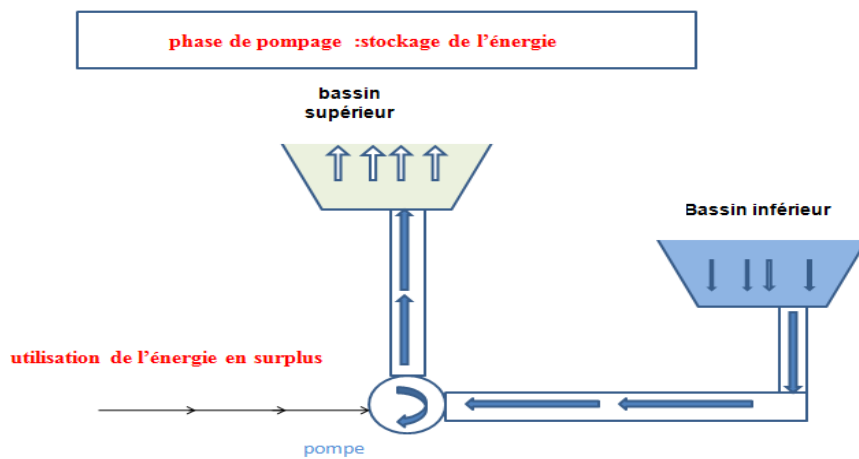 phase de pompage :stockage de l'énergie
bassin
supérieur
Bassin inférieur
utilisation de l'énergie en surplus
pompe